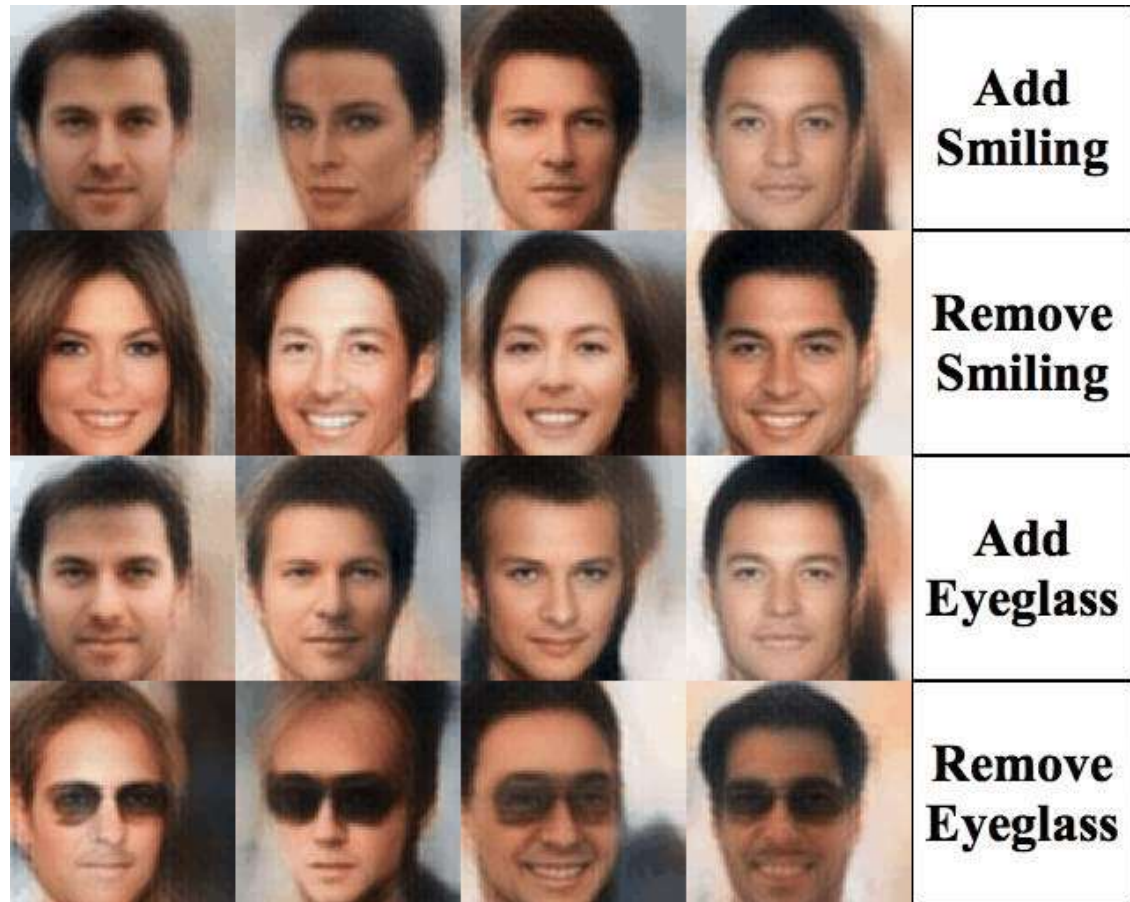 Add
Smiling
Remove
Smiling
Add
Eyeglass
Remove
Eyeglass